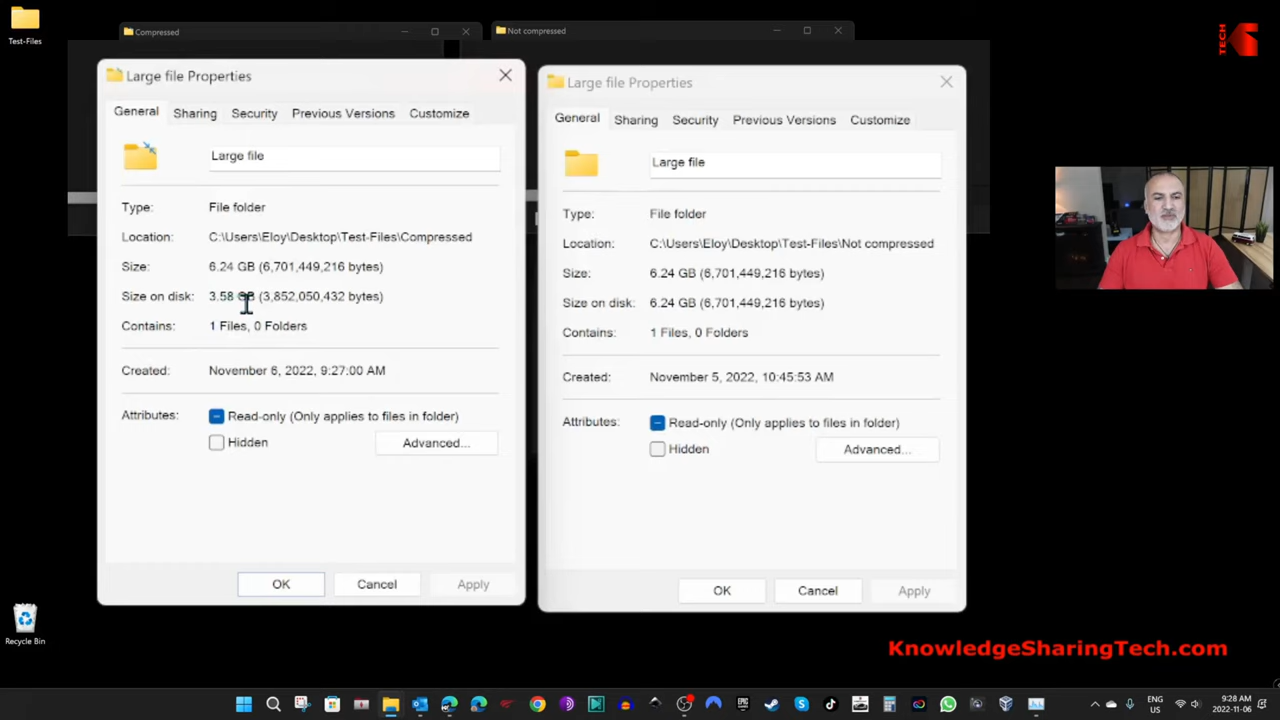 Test-Files
Compressed
Not compressed
TECH
Large file Properties
General Sharing Security Previous Versions Customize
Large file
Type: File folder
Location: C:\Users\Eloy\Desktop\Test-Files\Compressed
Size: 6.24 GB (6,701,449,216 bytes)
Size on disk: 3.58 GB (3,852,050,432 bytes)
Contains: 1 Files, 0 Folders
Created: November 6, 2022, 9:27:00 AM
Attributes: Read-only (Only applies to files in folder)
Hidden Advanced...
OK Cancel Apply
Large file Properties
General Sharing Security Previous Versions Customize
Large file
Type: File folder
Location: C:\Users\Eloy\Desktop\Test-Files\Not compressed
Size: 6.24 GB (6,701,449,216 bytes)
Size on disk: 6.24 GB (6,701,449,216 bytes)
Contains: 1 Files, 0 Folders
Created: November 5, 2022, 10:45:53 AM
Attributes: Read-only (Only applies to files in folder)
Hidden Advanced...
OK Cancel Apply
Recycle Bin
KnowledgeSharingTech.com
ENG
US
9:28 AM
2022-11-06